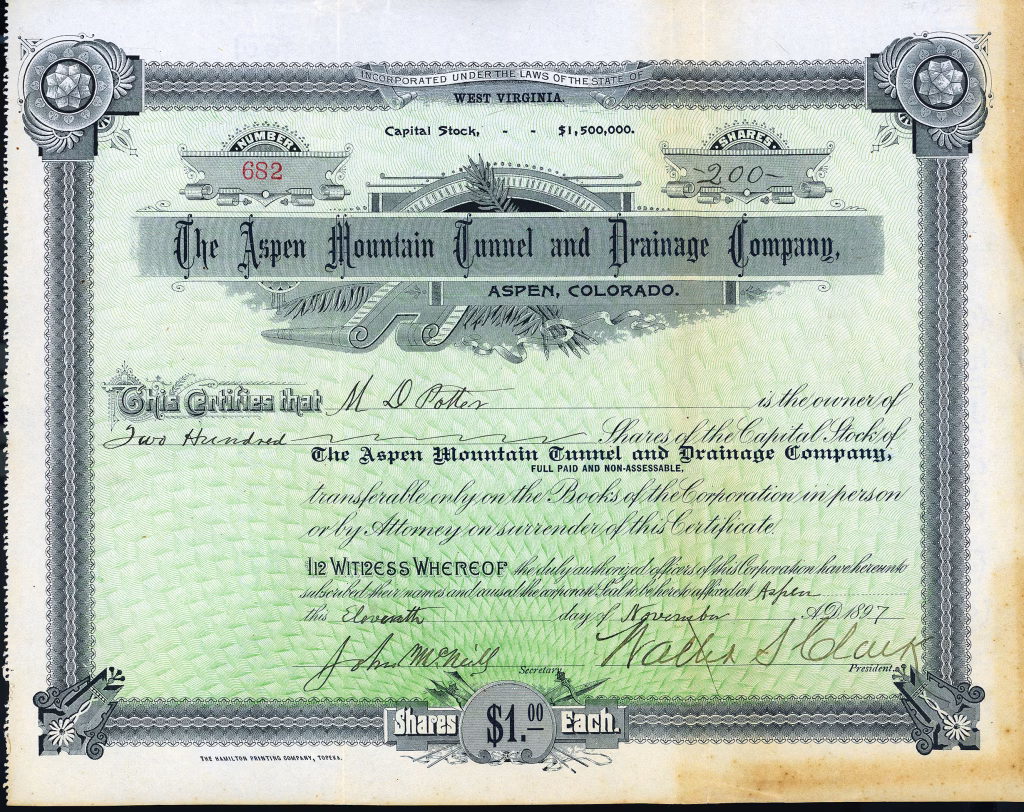 INCORPORATED UNDER THE LAWS OF THE STATE OF
WEST VIRGINIA.
Capital Stock, - - $1,500,000.
NUMBER
682
SHARES
-200-
The Aspen Mountain Tunnel and Drainage Company,
ASPEN, COLORADO.
This Certifies that M D Potter is the owner of
Two Hundred Shares of the Capital Stock of
The Aspen Mountain Tunnel and Drainage Company,
FULL PAID AND NON-ASSESSABLE,
transferable only on the Books of the Corporation in person
or by Attorney on surrender of this Certificate.
In Witness Whereof the duly authorized officers of this Corporation have hereunto
subscribed their names and caused the corporate Seal to be hereto affixed at Aspen
this Eleventh day of November A.D. 1897
John McNeill Secretary. Walter S Clark President.
Shares $1.00 Each.
THE HAMILTON PRINTING COMPANY, TOPEKA.